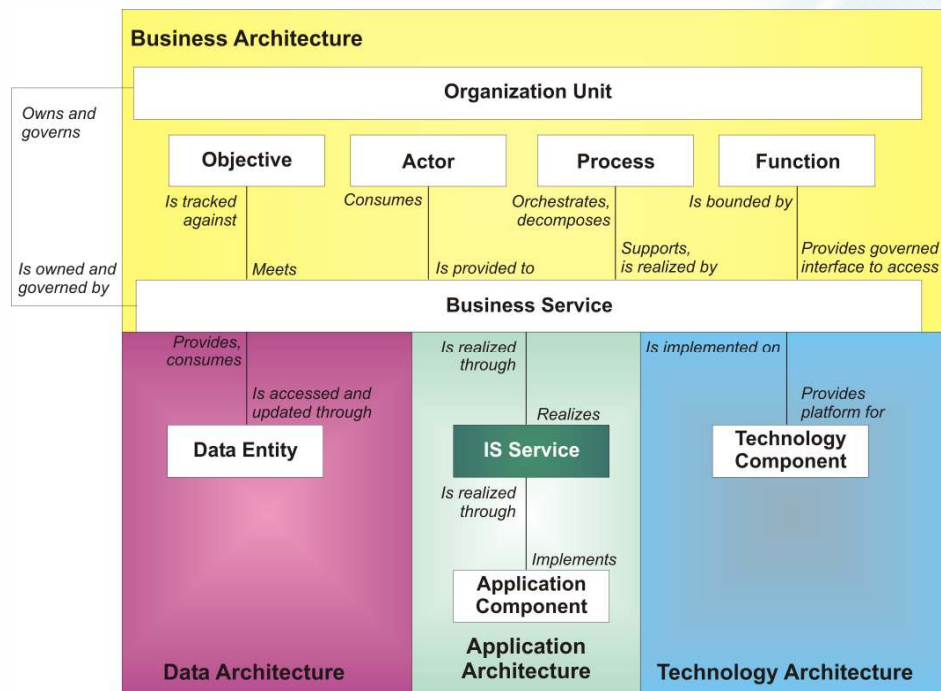 Business Architecture
Organization Unit
Owns and
governs
Objective
Actor
Process
Function
Is tracked
against
Consumes
Orchestrates,
decomposes
Is bounded by
Is owned and
governed by
Meets
Is provided to
Supports,
is realized by
Provides governed
interface to access
Business Service
Provides,
consumes
Is realized
through
Is implemented on
Is accessed and
updated through
Realizes
Provides
platform for
Data Entity
IS Service
Technology
Component
Is realized
through
Implements
Application
Component
Data Architecture
Application
Architecture
Technology Architecture